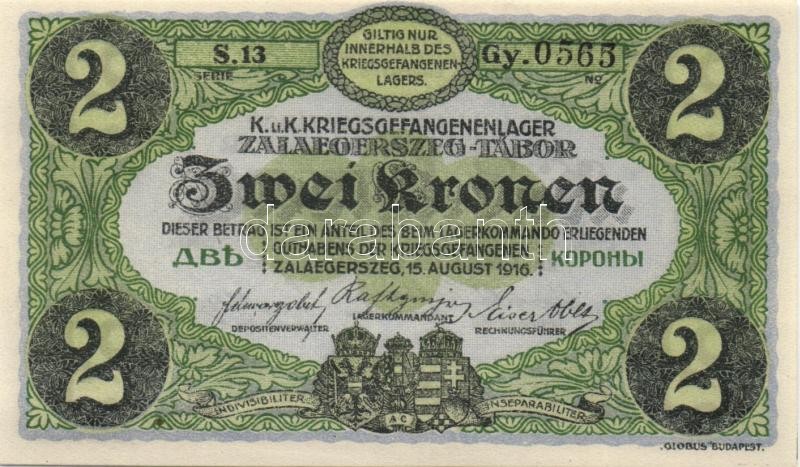 GILTIG NUR
INNERHALB DES
KRIEGSGEFANGENEN-
LAGERS.
S.13
SERIE
Gy. 0565
No
2
2
K.u.K. KRIEGSGEFANGENENLAGER
ZALAEGERSZEG-TÁBOR
Zwei Kronen
DIESER BETRAG IST EIN ANTEIL DES BEIM LAGERKOMMANDO ERLIEGENDEN
GUTHABENS DER KRIEGSGEFANGENEN.
ДВѢ КОРОНЫ
ZALAEGERSZEG, 15. AUGUST 1916.
darabanth
DEPOSITENVERWALTER
LAGERKOMMANDANT
RECHNUNGSFÜHRER
2
2
INDIVISIBILITER
AC
INSEPARABILITER
"GLOBUS" BUDAPEST.